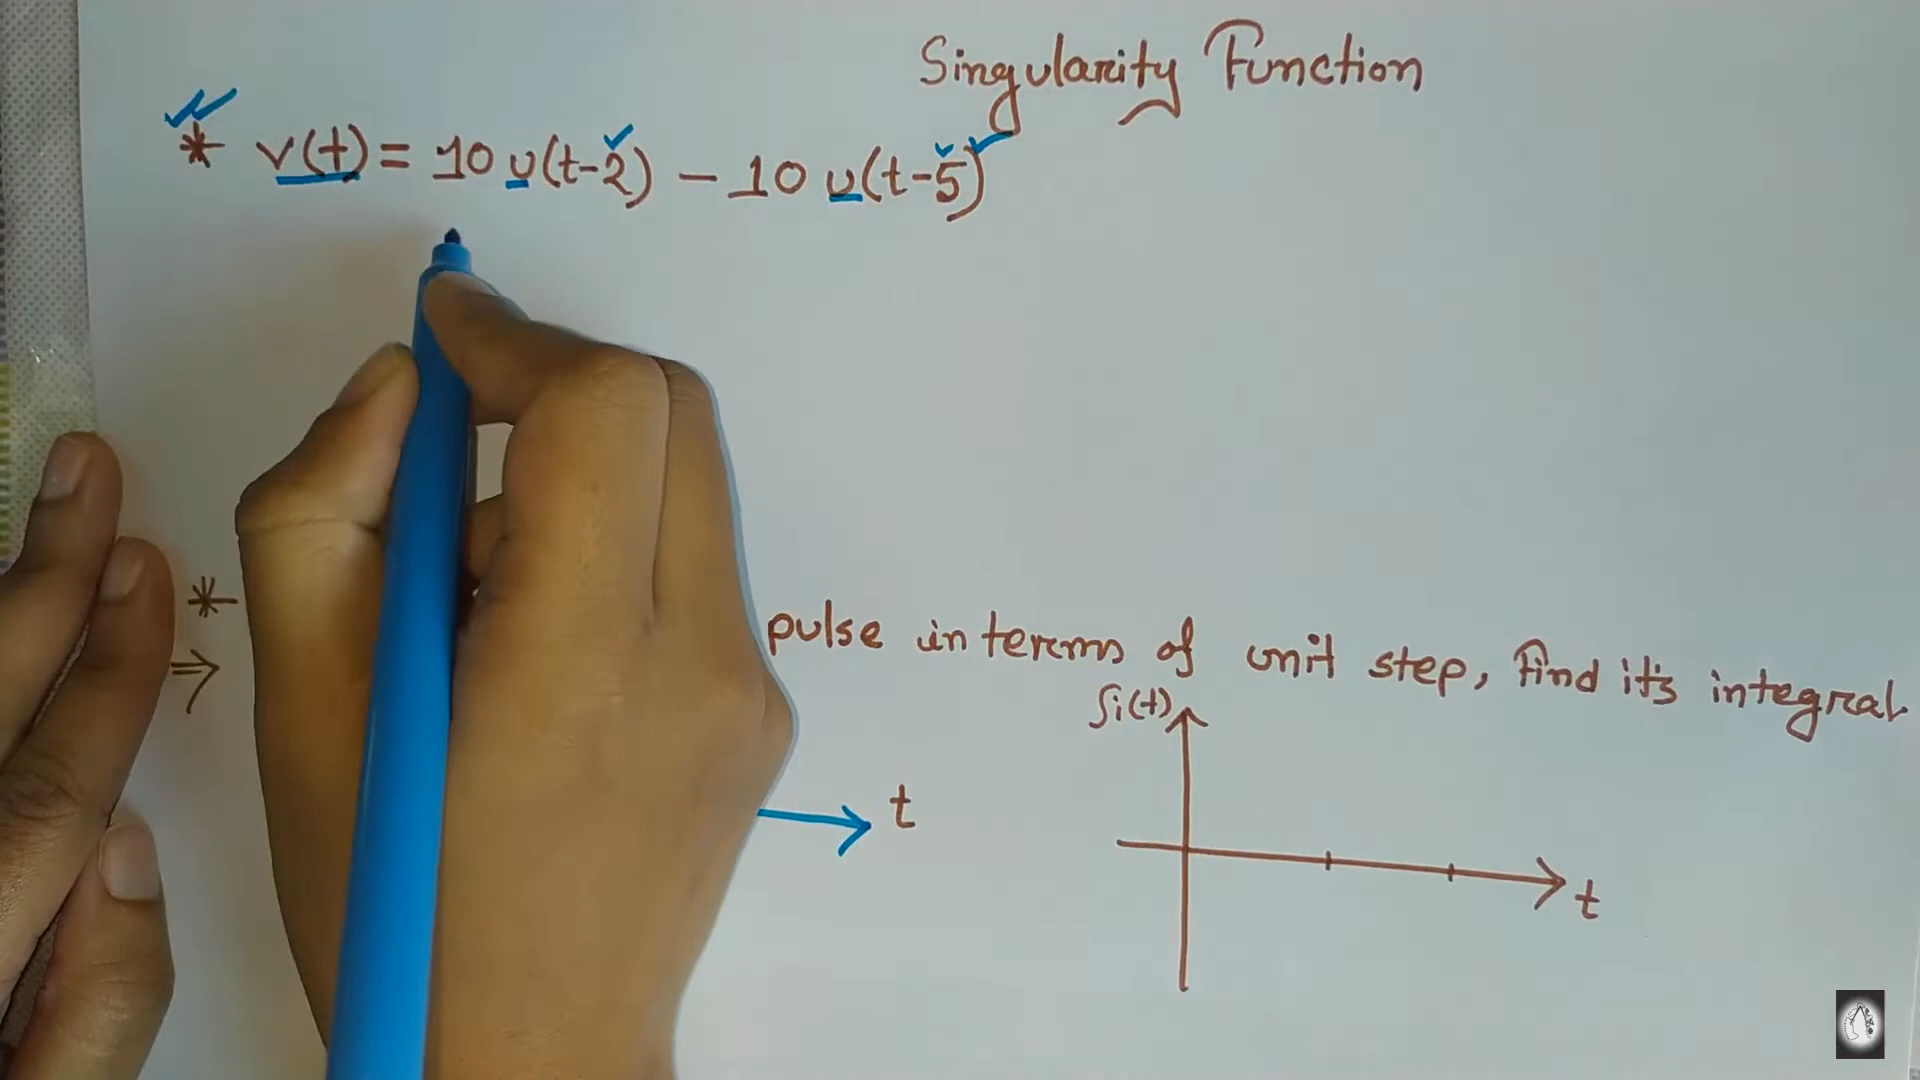 Singularity Function
* v(t) = 10 u(t-2) - 10 u(t-5)
*
⇒
pulse in terms of unit step, Find it's integral
∫i(t)
t
t